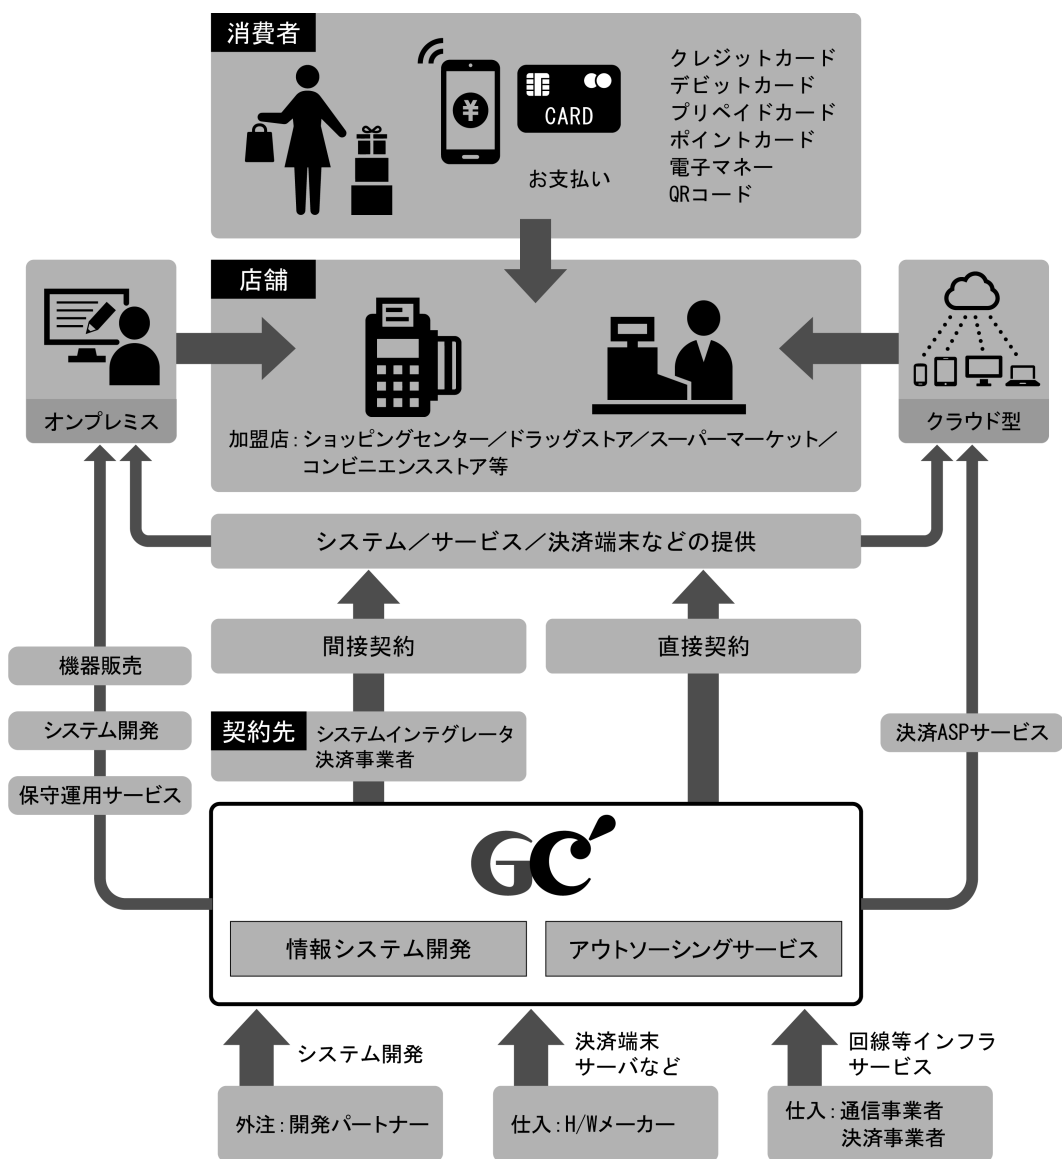 消費者
¥
CARD
お支払い
クレジットカード
デビットカード
プリペイドカード
ポイントカード
電子マネー
QRコード
店舗
オンプレミス
クラウド型
加盟店:ショッピングセンター/ドラッグストア/スーパーマーケット/
コンビニエンスストア等
システム/サービス/決済端末などの提供
間接契約
直接契約
機器販売
システム開発
保守運用サービス
契約先
システムインテグレータ
決済事業者
決済ASPサービス
GC
情報システム開発
アウトソーシングサービス
システム開発
決済端末
サーバなど
回線等インフラ
サービス
外注:開発パートナー
仕入:H/Wメーカー
仕入:通信事業者
決済事業者